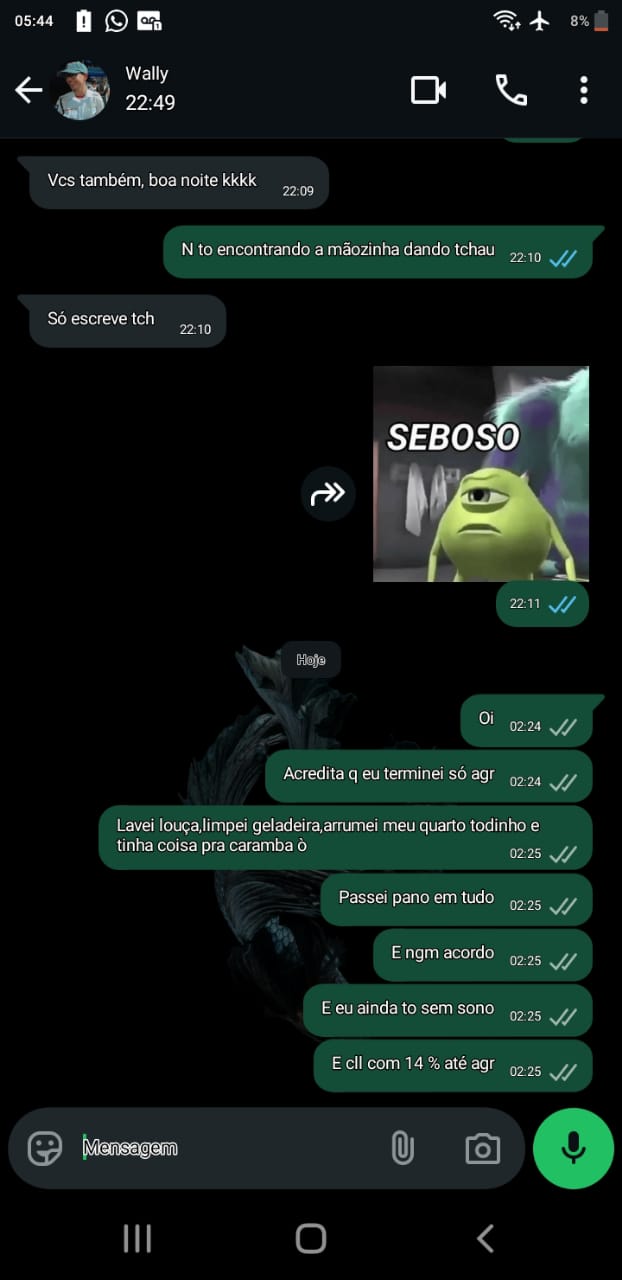 05:44
8%
Wally
22:49
Vcs também, boa noite kkkk
22:09
N to encontrando a mãozinha dando tchau
22:10
Só escreve tch
22:10
SEBOSO
22:11
Hoje
Oi
02:24
Acredita q eu terminei só agr
02:24
Lavei louça,limpei geladeira,arrumei meu quarto todinho e
tinha coisa pra caramba ò
02:25
Passei pano em tudo
02:25
E ngm acordo
02:25
E eu ainda to sem sono
02:25
E cll com 14 % até agr
02:25
Mensagem